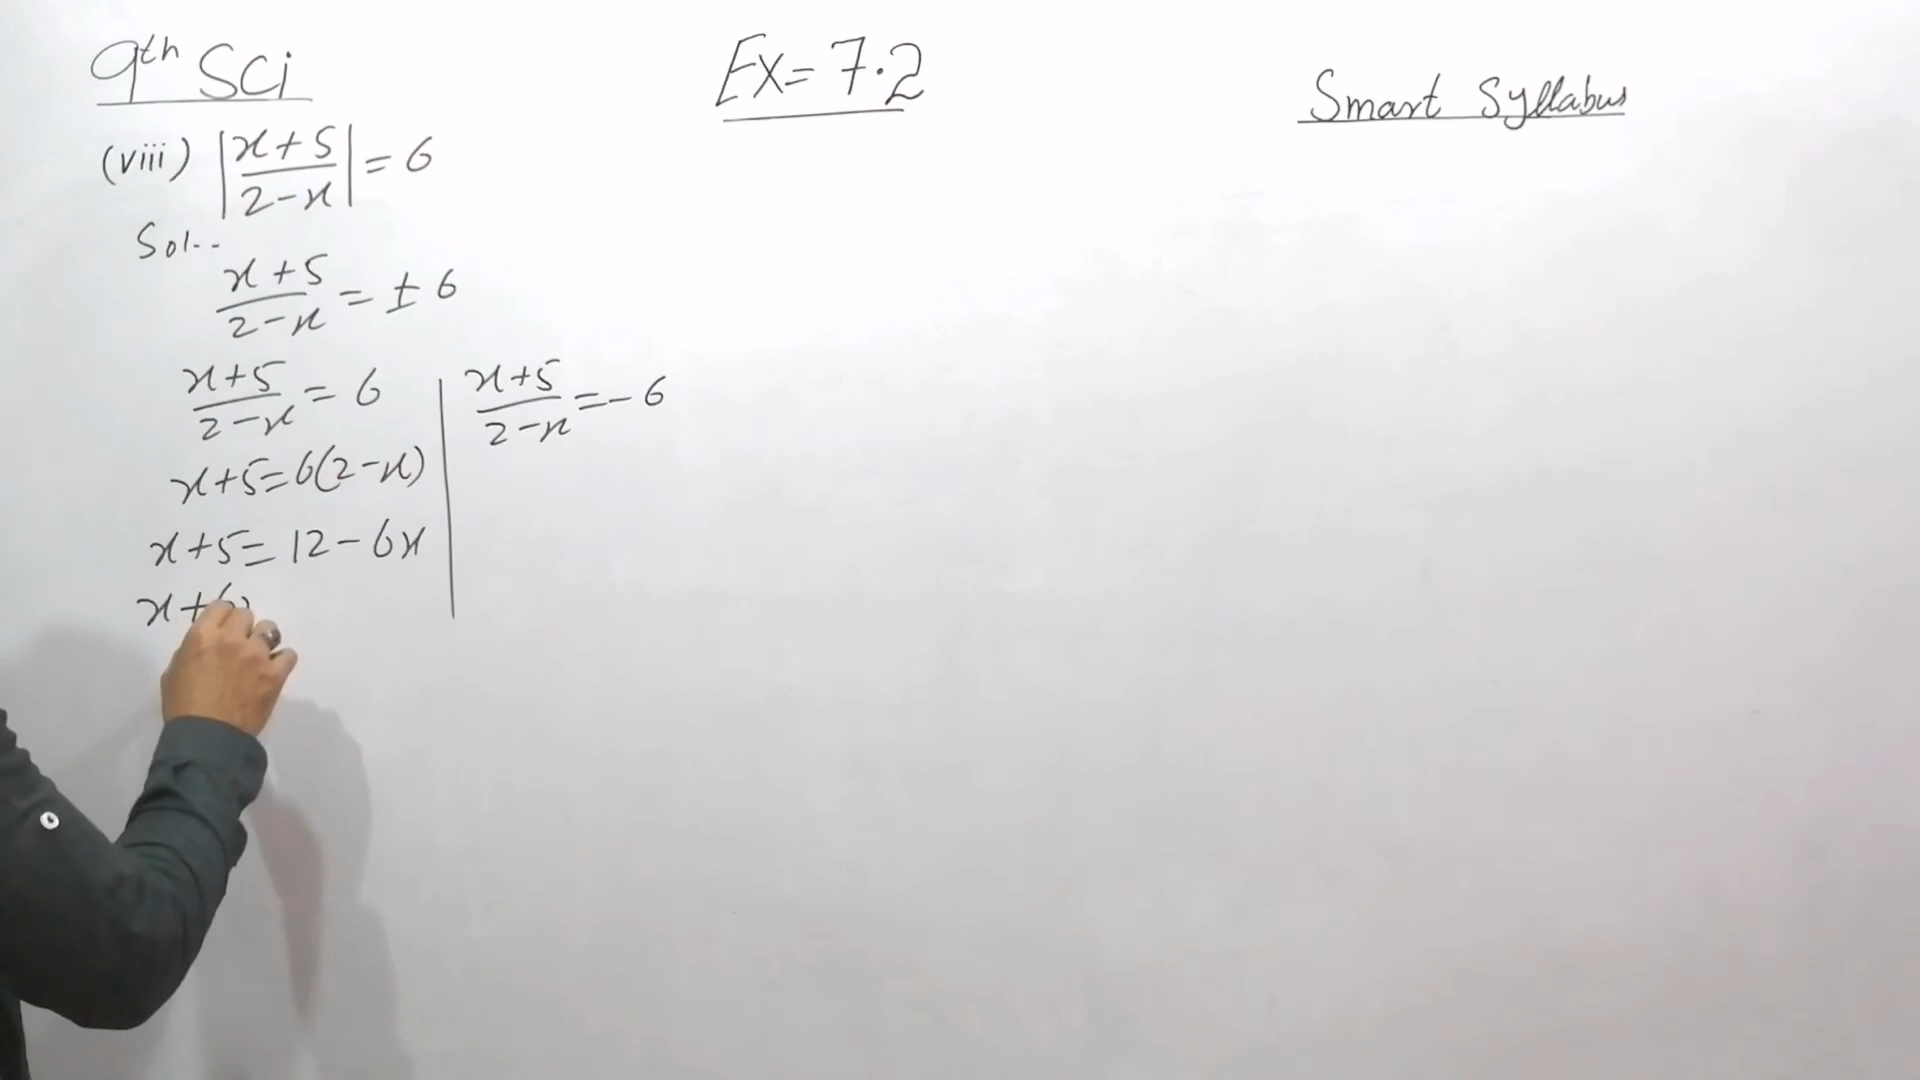 9th Sci
Ex = 7.2
Smart Syllabus
(viii) |x+5/2-x| = 6
Sol..
x+5/2-x = ± 6
x+5/2-x = 6
x+5=6(2-x)
x+5= 12-6x
x+6
x+5/2-x = -6